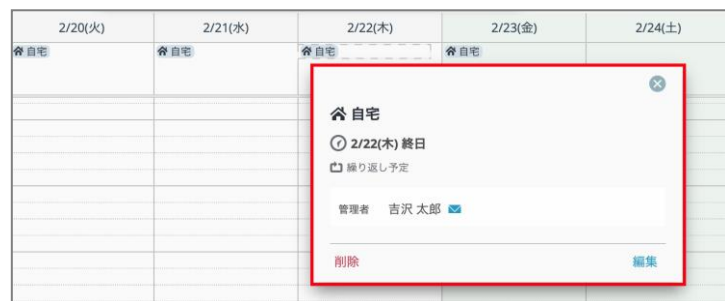 2/20(火) 2/21(水) 2/22(木) 2/23(金) 2/24(土)
自宅 自宅 自宅 自宅
自宅
2/22(木) 終日
繰り返し予定
管理者 吉沢 太郎
削除 編集